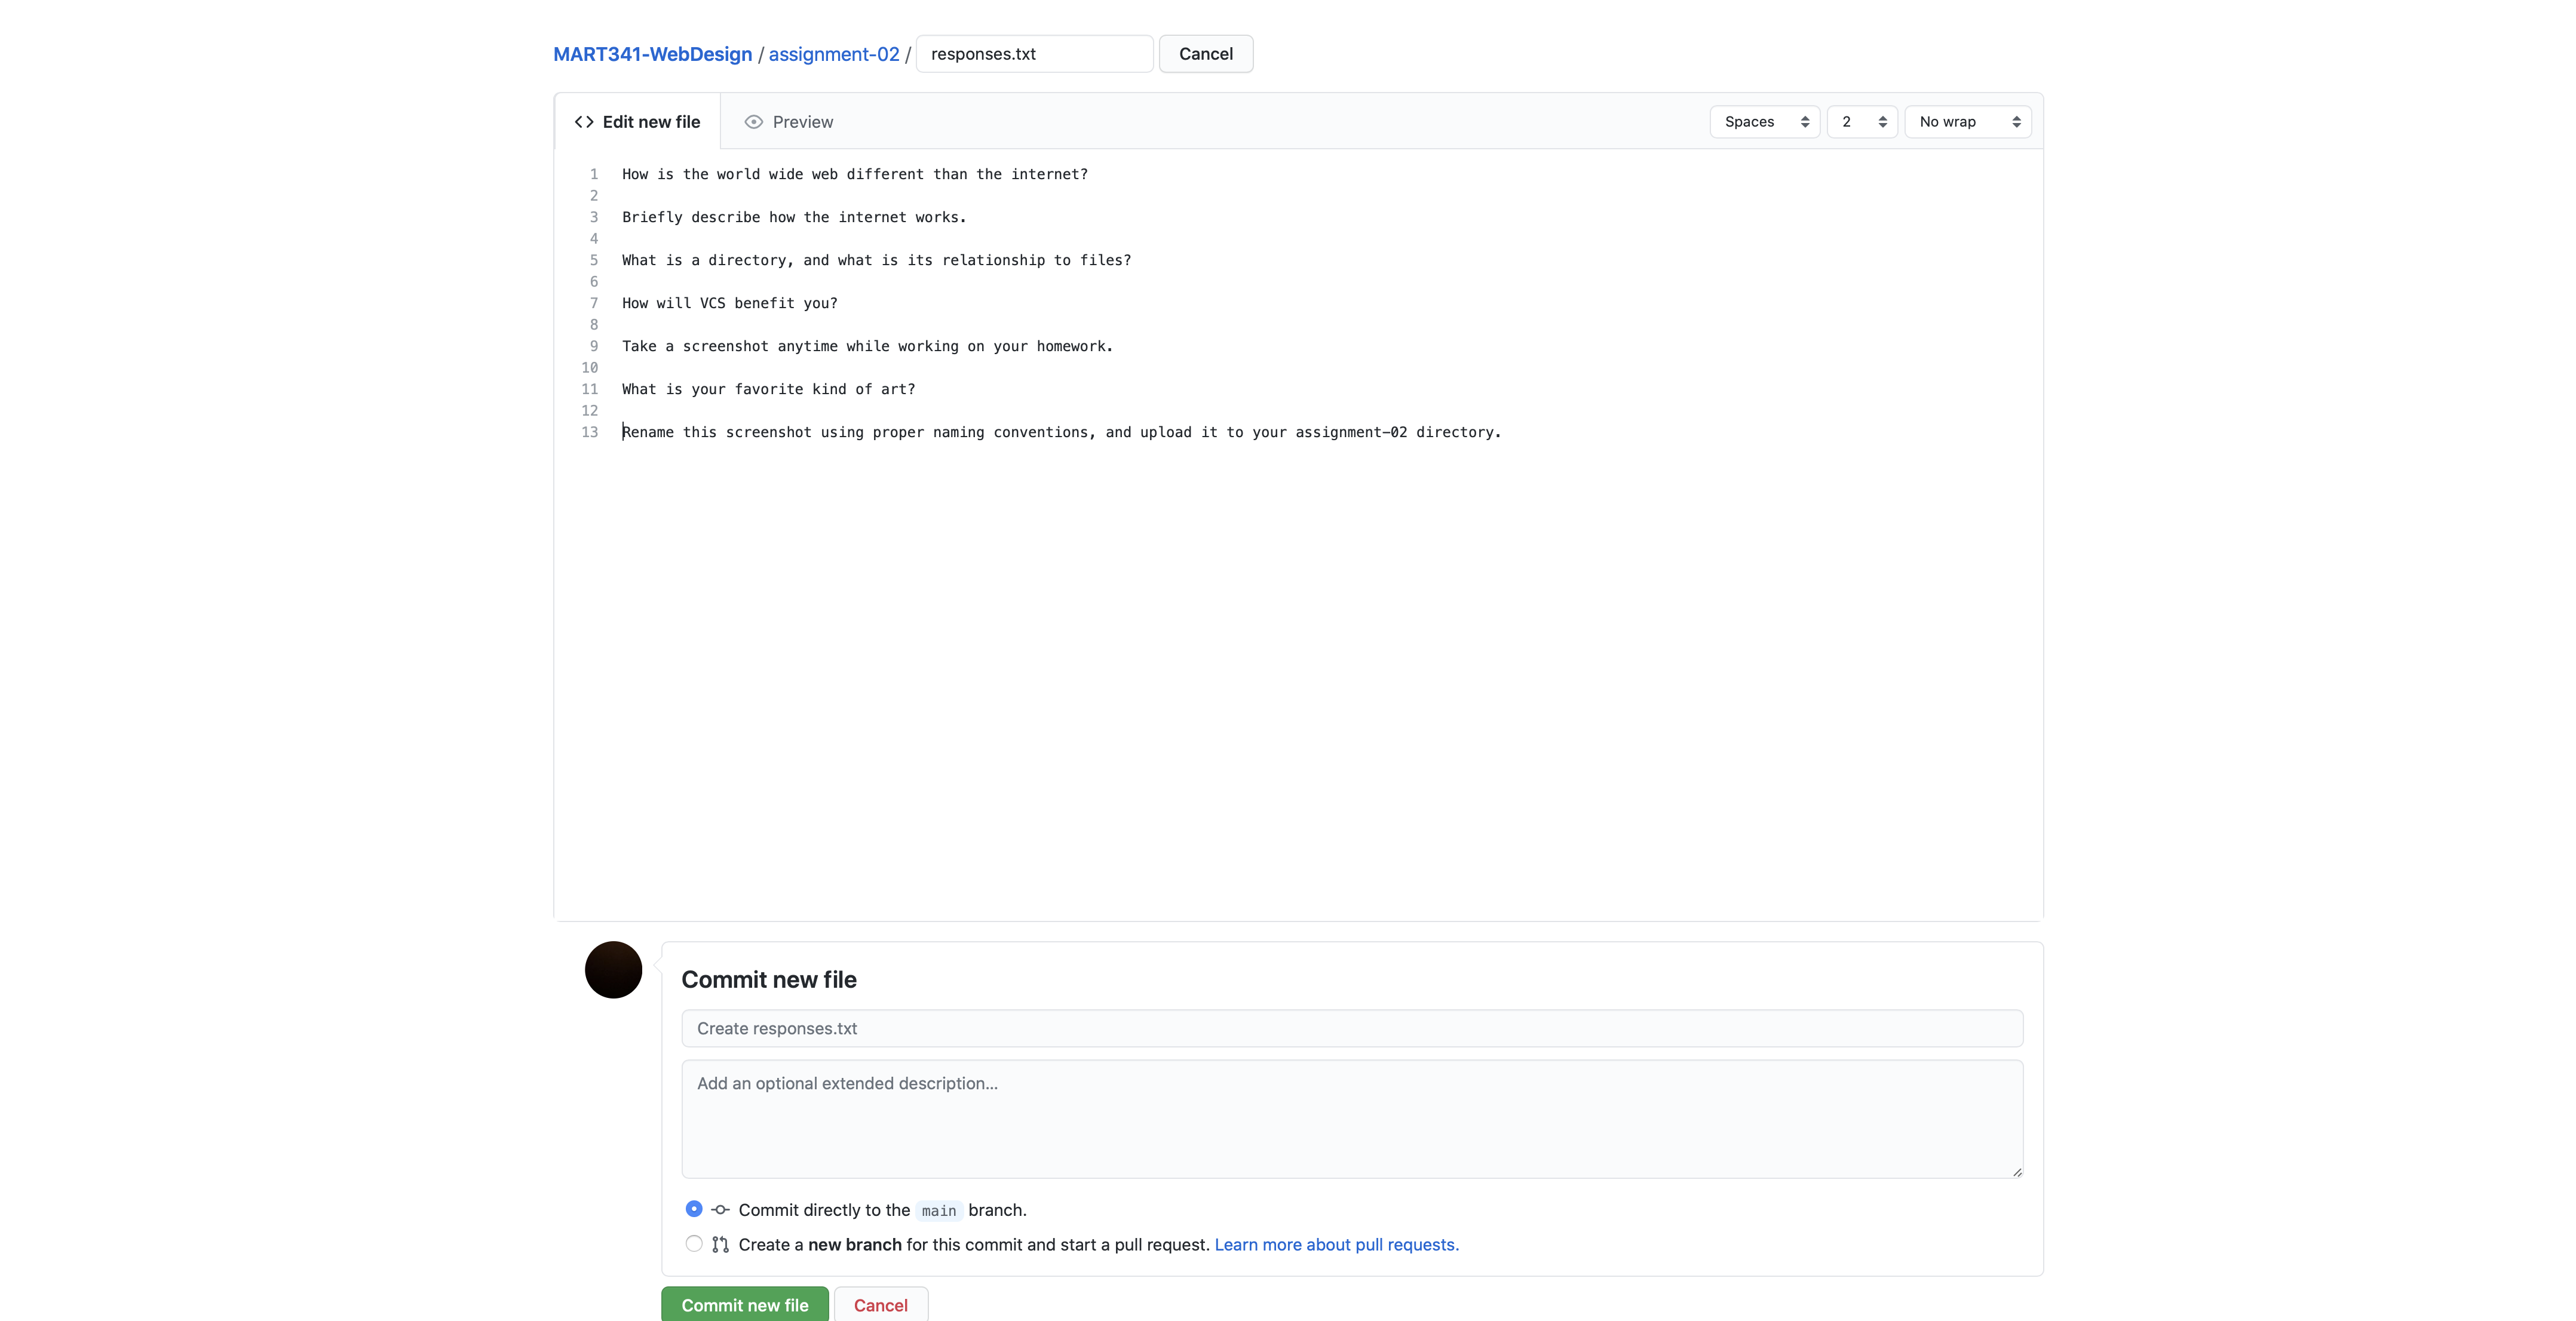 MART341-WebDesign / assignment-02 / responses.txt Cancel
Edit new file Preview Spaces 2 No wrap
1 How is the world wide web different than the internet?
2
3 Briefly describe how the internet works.
4
5 What is a directory, and what is its relationship to files?
6
7 How will VCS benefit you?
8
9 Take a screenshot anytime while working on your homework.
10
11 What is your favorite kind of art?
12
13 Rename this screenshot using proper naming conventions, and upload it to your assignment-02 directory.
Commit new file
Create responses.txt
Add an optional extended description...
Commit directly to the main branch.
Create a new branch for this commit and start a pull request. Learn more about pull requests.
Commit new file Cancel